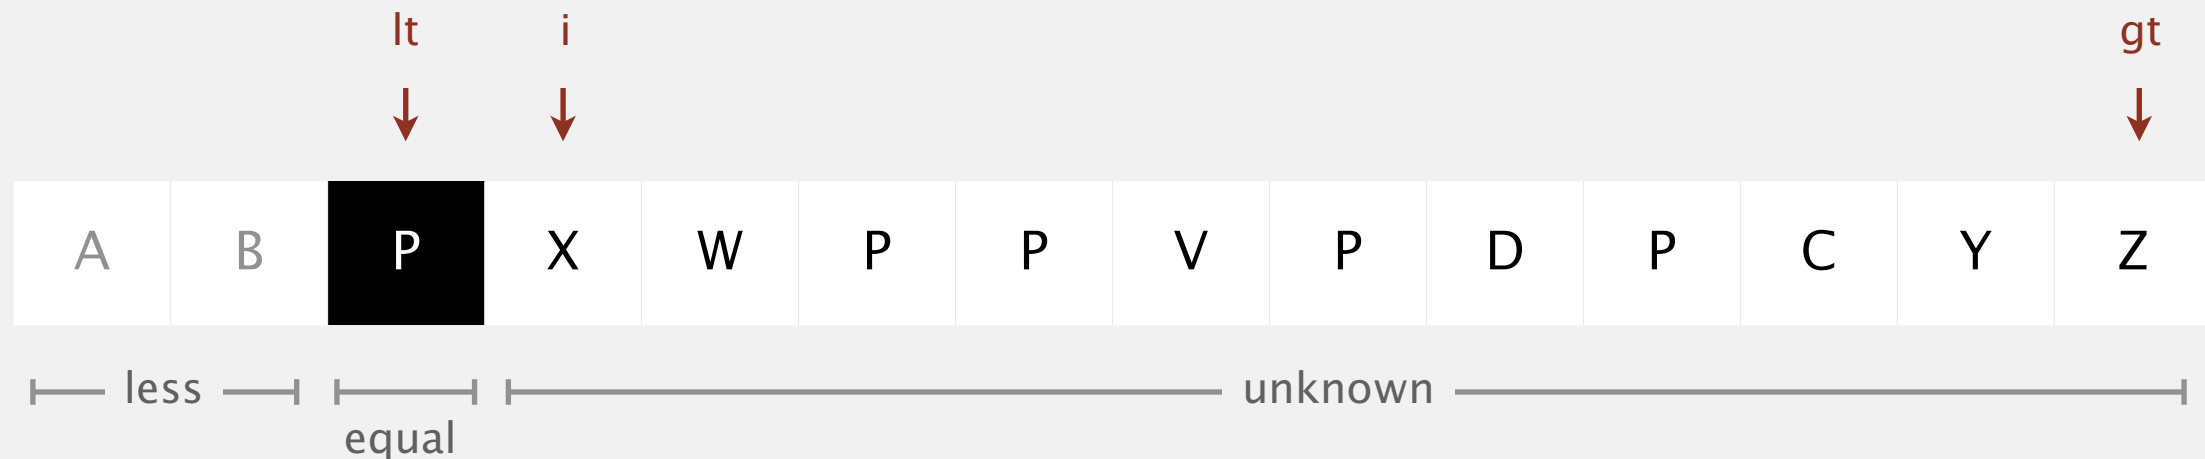 lt i gt
A B P X W P P V P D P C Y Z
less unknown
equal